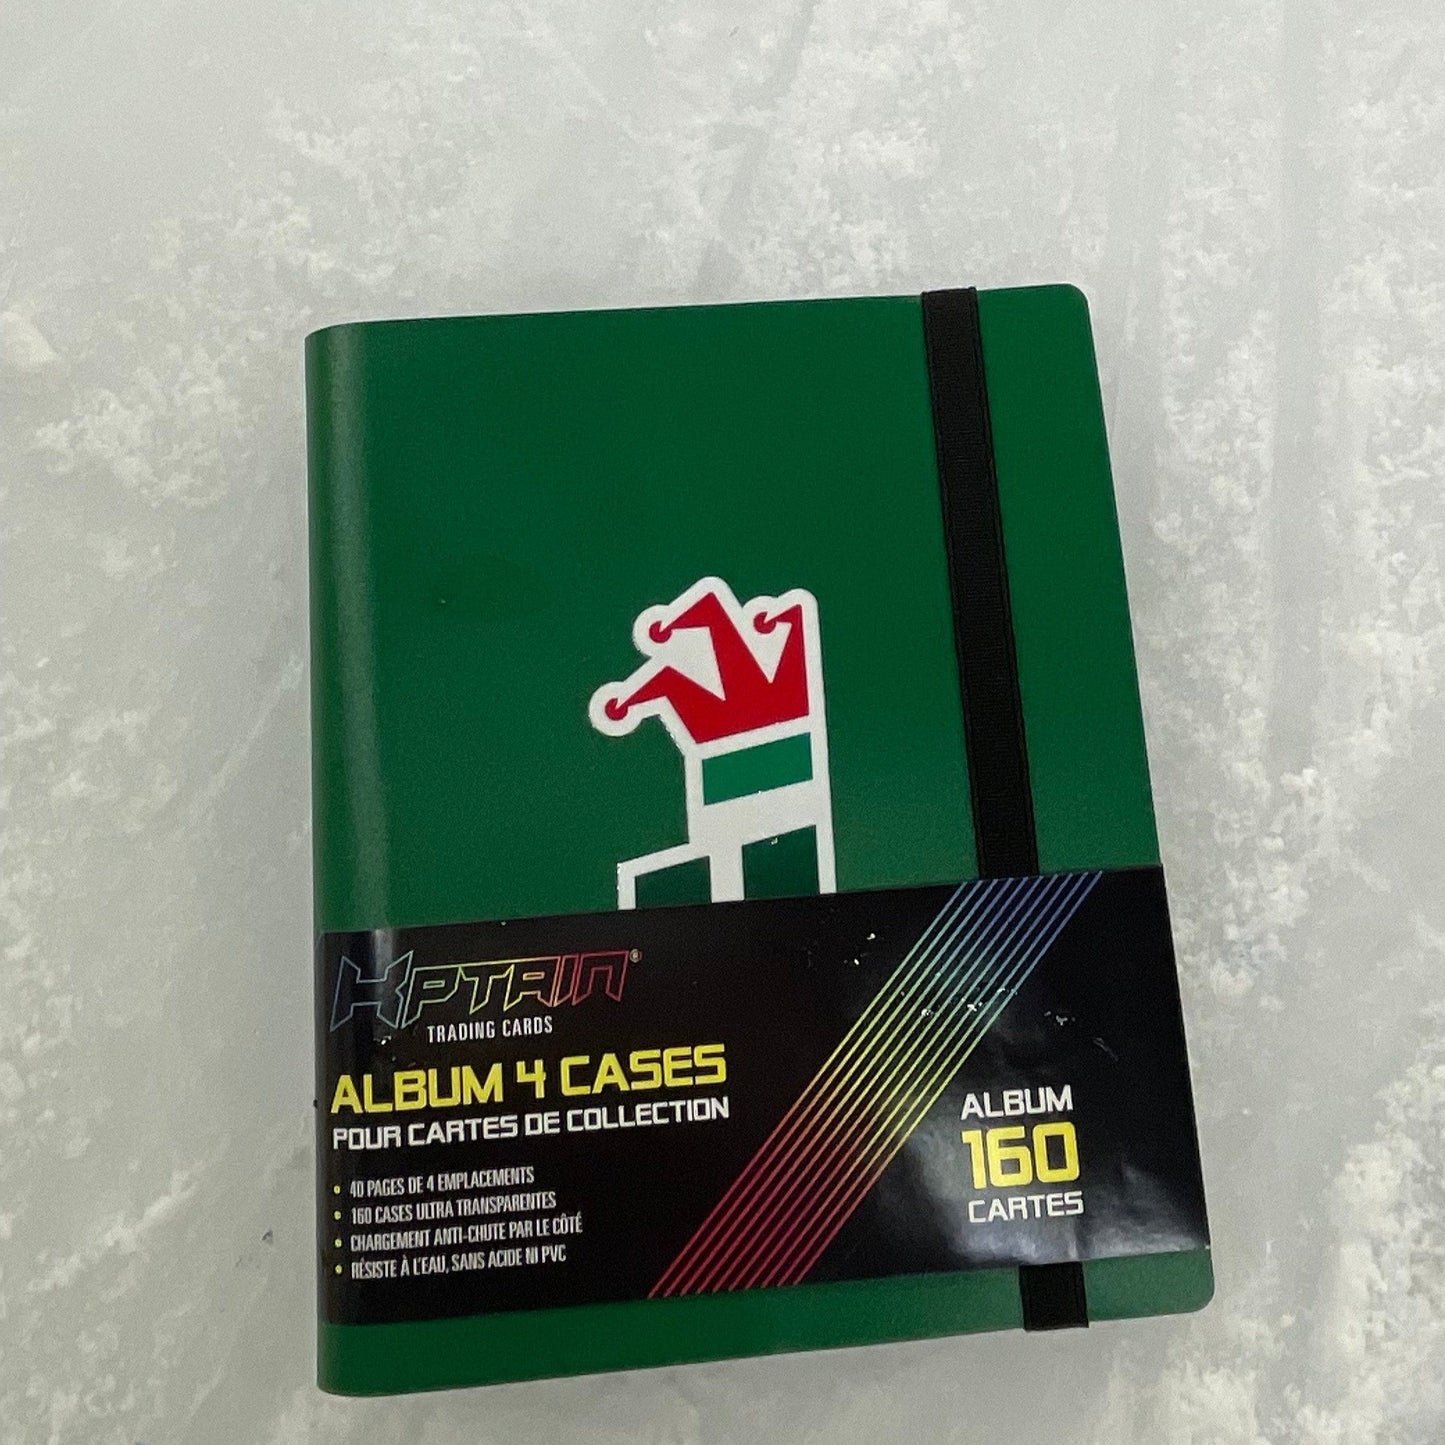 KPTAIN®
TRADING CARDS
ALBUM 4 CASES
POUR CARTES DE COLLECTION
• 40 PAGES DE 4 EMPLACEMENTS
• 160 CASES ULTRA TRANSPARENTES
• CHARGEMENT ANTI-CHUTE PAR LE CÔTÉ
• RÉSISTE À L'EAU, SANS ACIDE NI PVC
ALBUM
160
CARTES